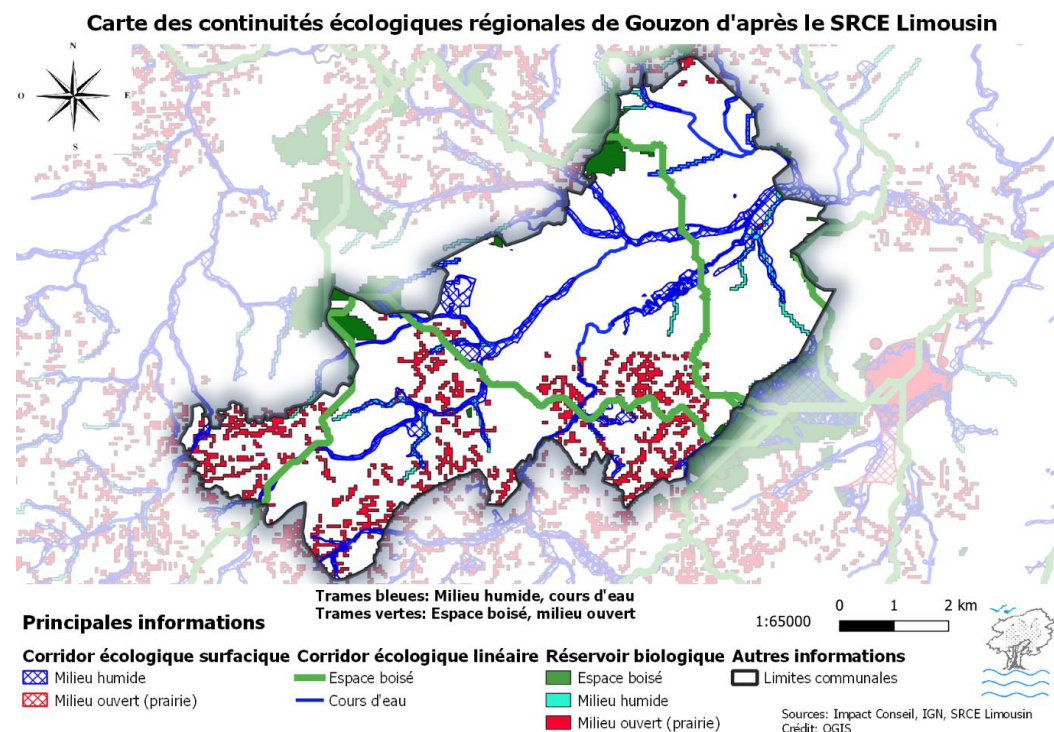 Carte des continuités écologiques régionales de Gouzon d'après le SRCE Limousin
N
O
E
S
Trames bleues: Milieu humide, cours d'eau
Trames vertes: Espace boisé, milieu ouvert
Principales informations
1:65000
0 1 2 km
Corridor écologique surfacique
Milieu humide
Milieu ouvert (prairie)
Corridor écologique linéaire
Espace boisé
Cours d'eau
Réservoir biologique
Espace boisé
Milieu humide
Milieu ouvert (prairie)
Autres informations
Limites communales
Sources: Impact Conseil, IGN, SRCE Limousin
Crédit: QGIS